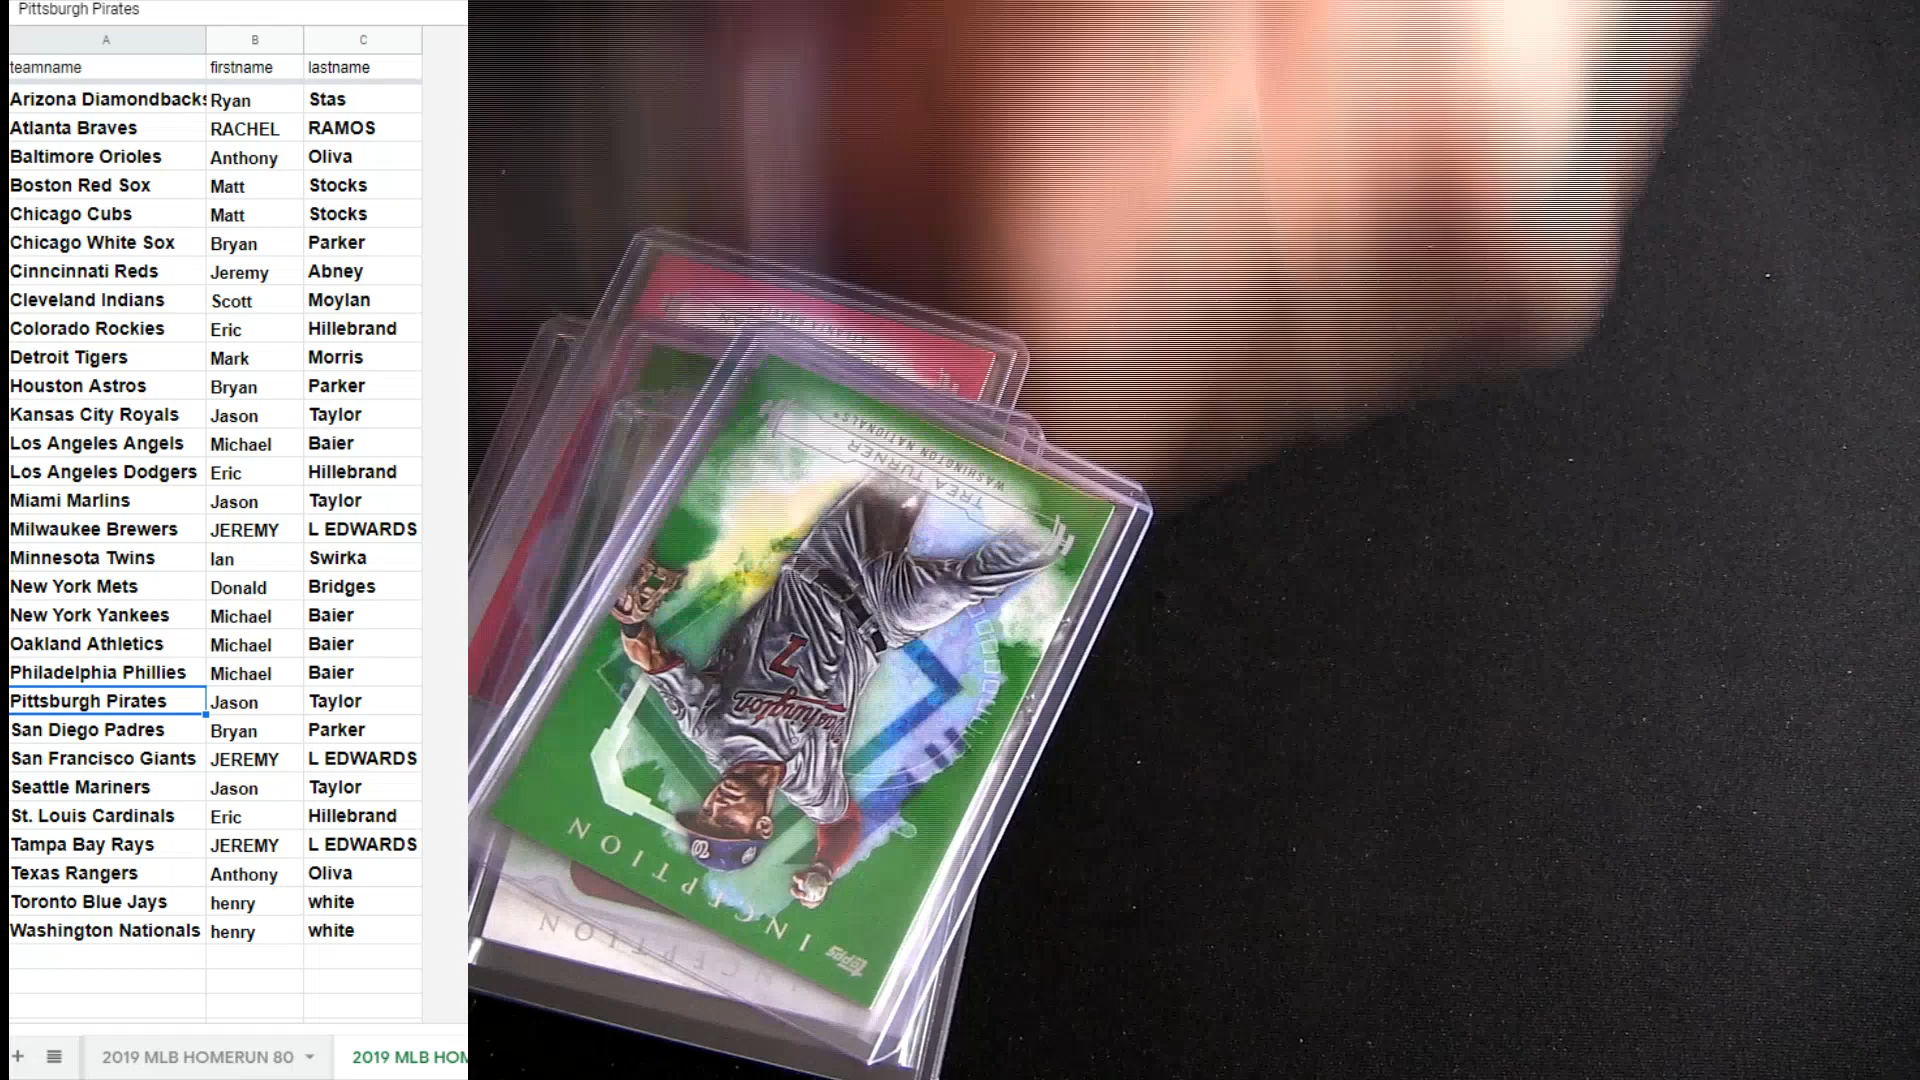 Pittsburgh Pirates
A B C
teamname firstname lastname
Arizona Diamondbacks Ryan Stas
Atlanta Braves RACHEL RAMOS
Baltimore Orioles Anthony Oliva
Boston Red Sox Matt Stocks
Chicago Cubs Matt Stocks
Chicago White Sox Bryan Parker
Cinncinnati Reds Jeremy Abney
Cleveland Indians Scott Moylan
Colorado Rockies Eric Hillebrand
Detroit Tigers Mark Morris
Houston Astros Bryan Parker
Kansas City Royals Jason Taylor
Los Angeles Angels Michael Baier
Los Angeles Dodgers Eric Hillebrand
Miami Marlins Jason Taylor
Milwaukee Brewers JEREMY L EDWARDS
Minnesota Twins Ian Swirka
New York Mets Donald Bridges
New York Yankees Michael Baier
Oakland Athletics Michael Baier
Philadelphia Phillies Michael Baier
Pittsburgh Pirates Jason Taylor
San Diego Padres Bryan Parker
San Francisco Giants JEREMY L EDWARDS
Seattle Mariners Jason Taylor
St. Louis Cardinals Eric Hillebrand
Tampa Bay Rays JEREMY L EDWARDS
Texas Rangers Anthony Oliva
Toronto Blue Jays henry white
Washington Nationals henry white
+ 2019 MLB HOMERUN 80 2019 MLB HOM
WASHINGTON NATIONALS®
TREA TURNER
7
Washington
W
INCEPTION
Topps
INCEPTION